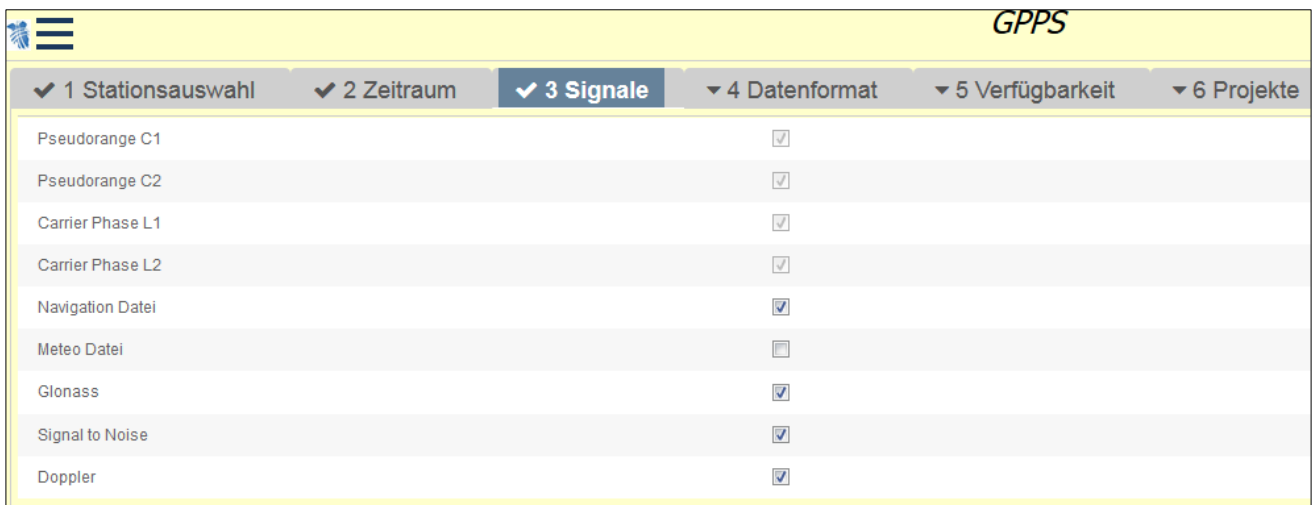 GPPS
1 Stationsauswahl 2 Zeitraum 3 Signale 4 Datenformat 5 Verfügbarkeit 6 Projekte
Pseudorange C1
Pseudorange C2
Carrier Phase L1
Carrier Phase L2
Navigation Datei
Meteo Datei
Glonass
Signal to Noise
Doppler